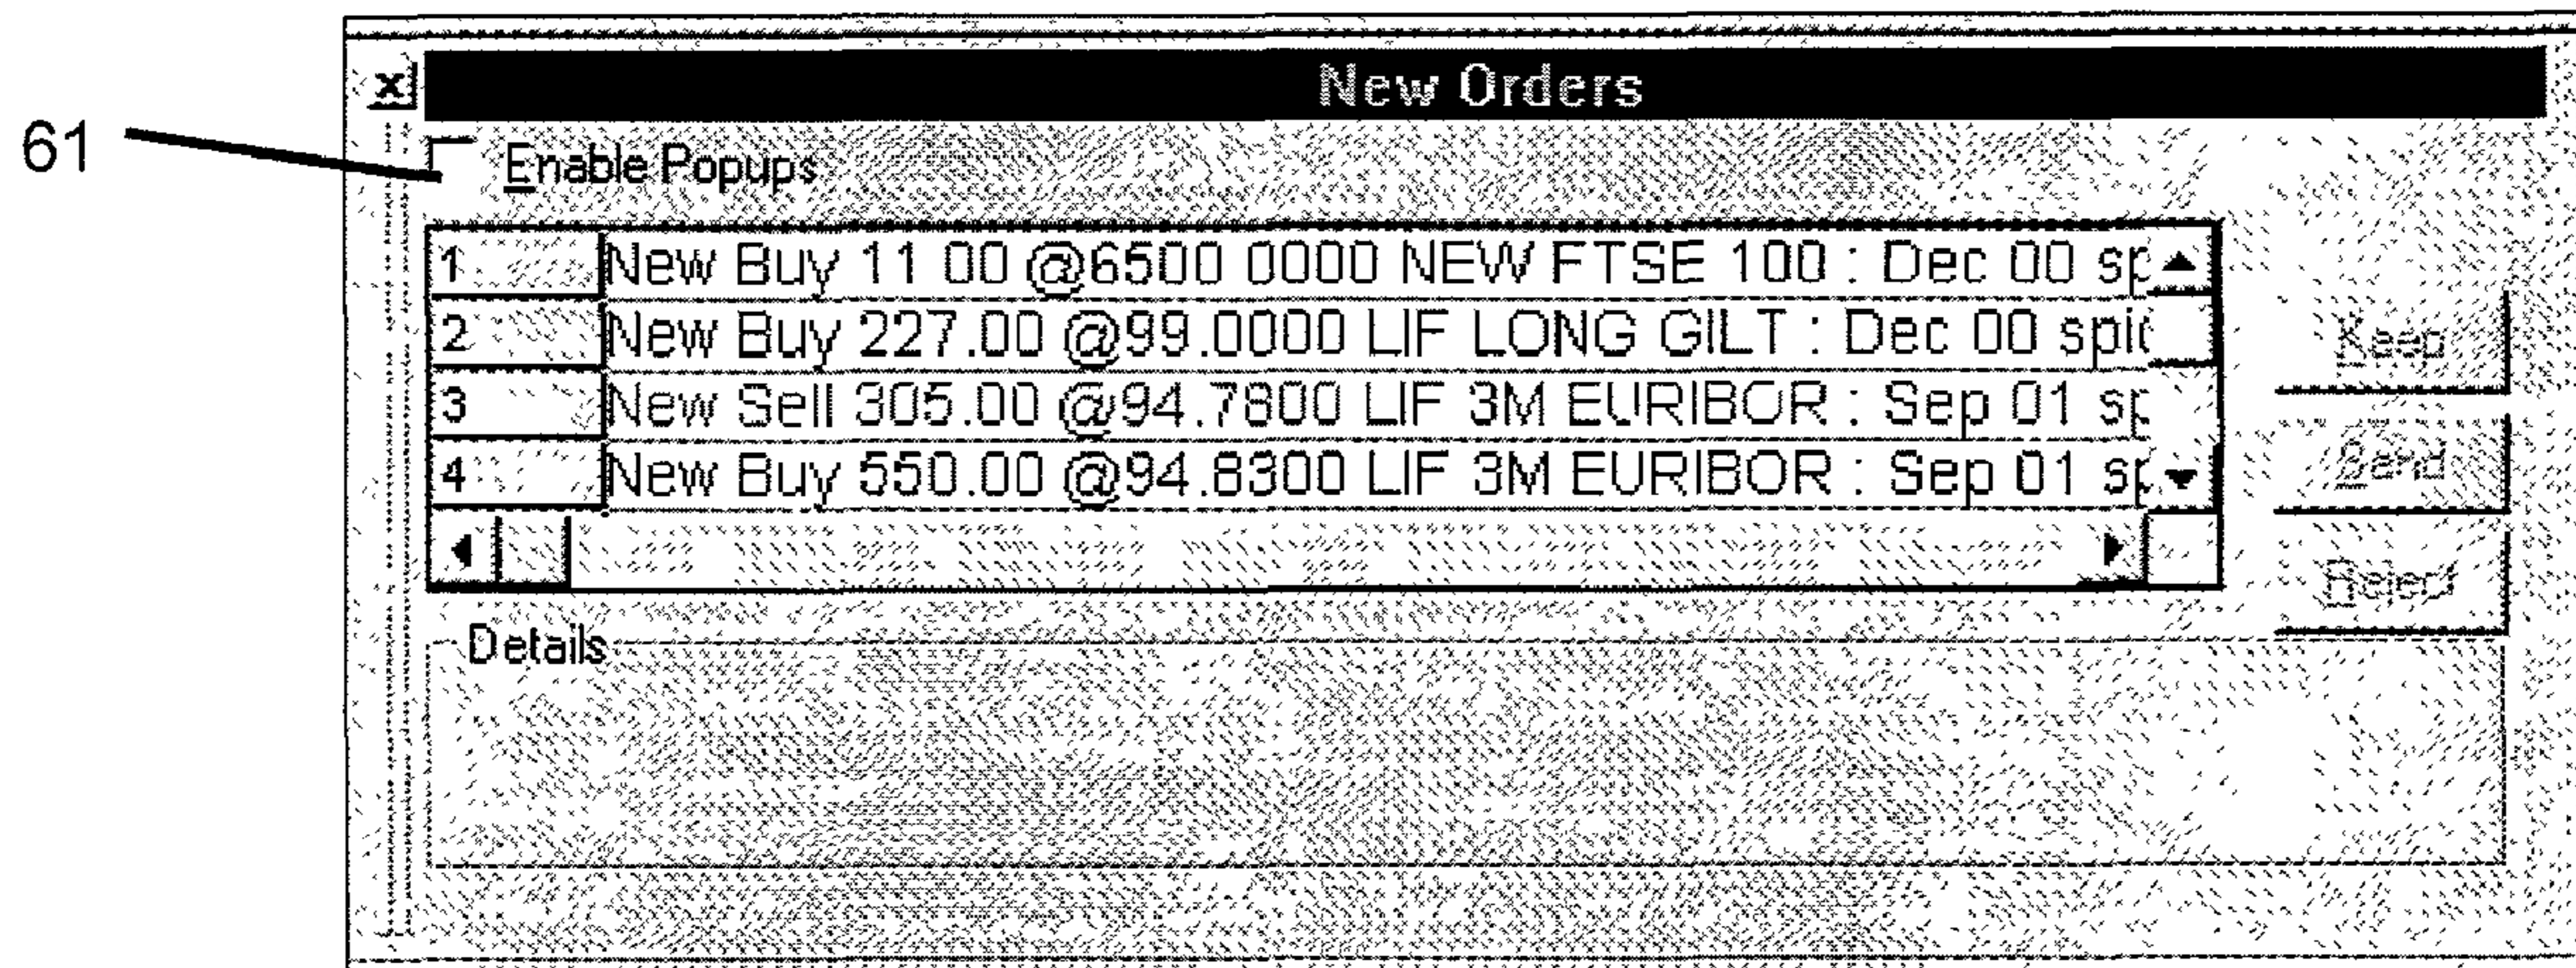 x New Orders
61
Enable Popups
1 New Buy 11 00 @6500 0000 NEW FTSE 100 : Dec 00 sp
2 New Buy 227.00 @99.0000 LIF LONG GILT : Dec 00 spic
3 New Sell 305.00 @94.7800 LIF 3M EURIBOR : Sep 01 sp
4 New Buy 550.00 @94.8300 LIF 3M EURIBOR : Sep 01 sp
Keep
Send
Reject
Details